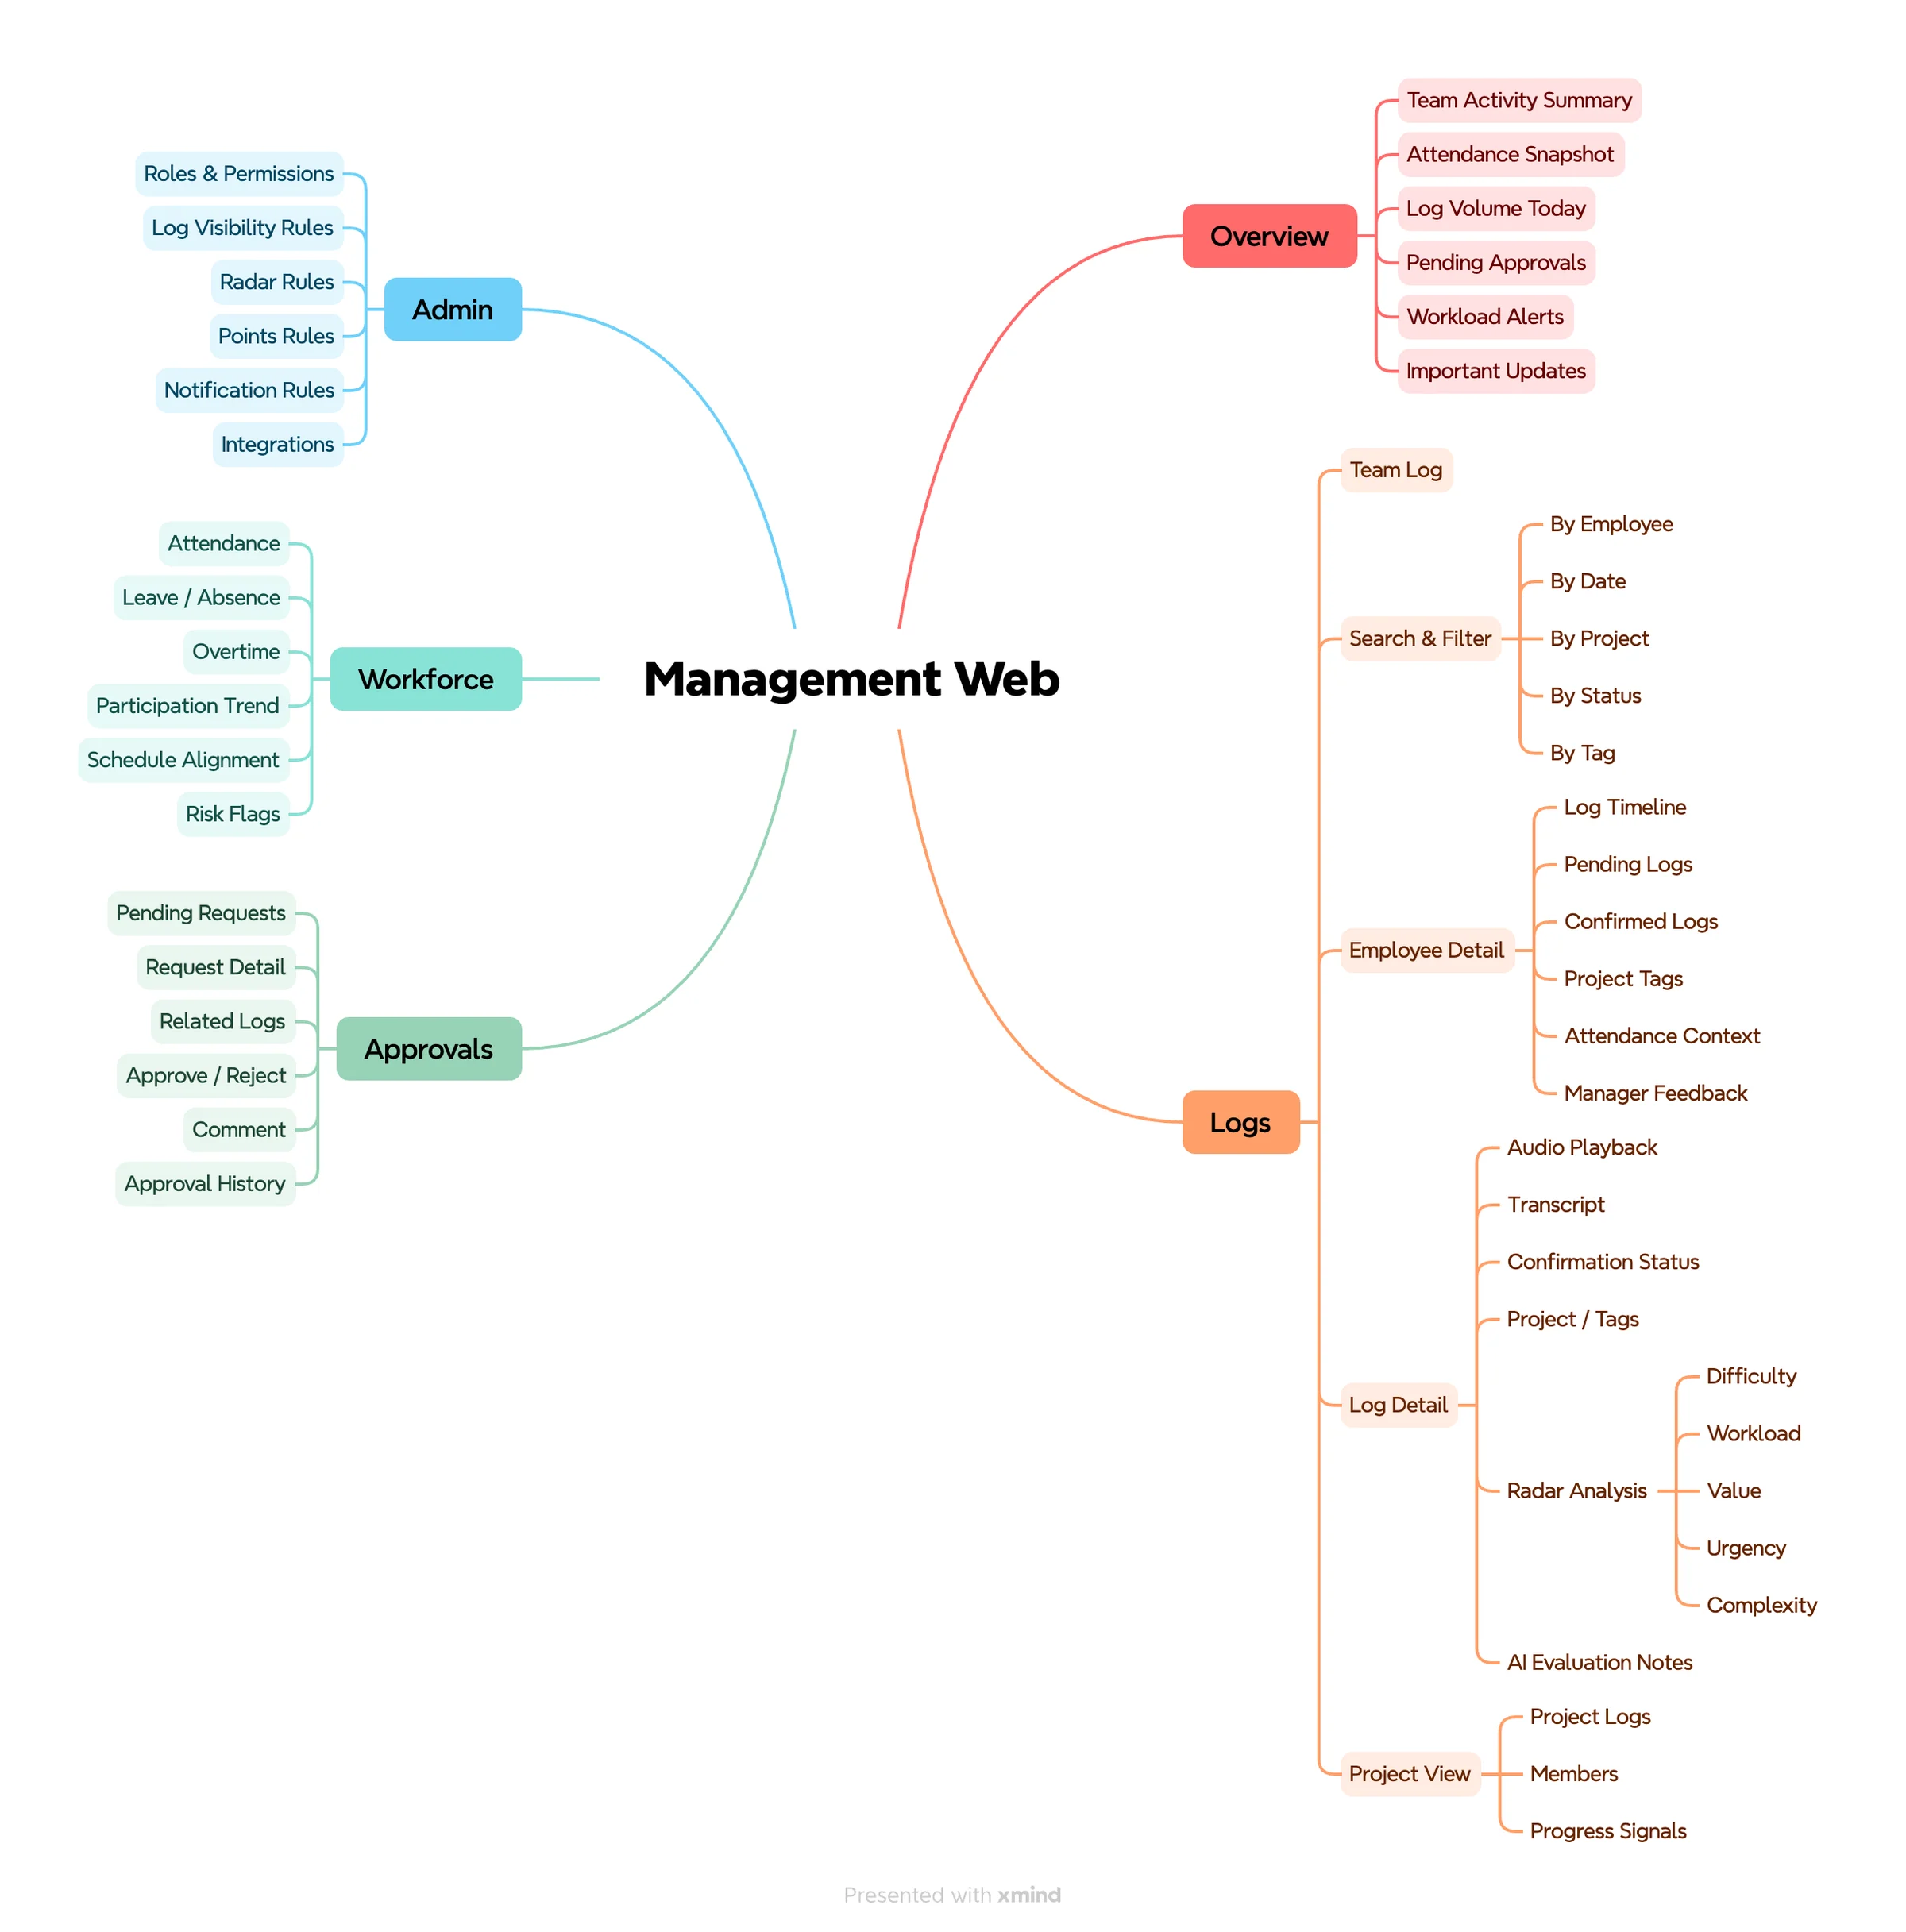 Management Web
Overview
Team Activity Summary
Attendance Snapshot
Log Volume Today
Pending Approvals
Workload Alerts
Important Updates
Logs
Team Log
Search & Filter
By Employee
By Date
By Project
By Status
By Tag
Employee Detail
Log Timeline
Pending Logs
Confirmed Logs
Project Tags
Attendance Context
Manager Feedback
Log Detail
Audio Playback
Transcript
Confirmation Status
Project / Tags
Radar Analysis
Difficulty
Workload
Value
Urgency
Complexity
AI Evaluation Notes
Project View
Project Logs
Members
Progress Signals
Approvals
Pending Requests
Request Detail
Related Logs
Approve / Reject
Comment
Approval History
Workforce
Attendance
Leave / Absence
Overtime
Participation Trend
Schedule Alignment
Risk Flags
Admin
Roles & Permissions
Log Visibility Rules
Radar Rules
Points Rules
Notification Rules
Integrations
Presented with xmind